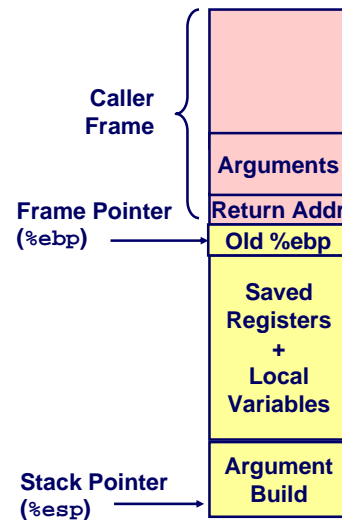 Caller
Frame
Arguments
Return Addr
Frame Pointer
(%ebp)
Old %ebp
Saved
Registers
+
Local
Variables
Argument
Build
Stack Pointer
(%esp)